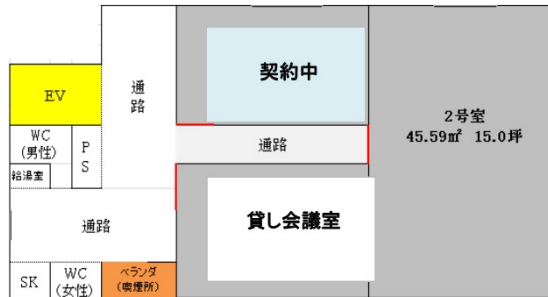 契約中
通
路
EV
2号室
45.59㎡ 15.0坪
WC
(男性)
P
S
通路
給湯室
貸し会議室
通路
SK
WC
(女性)
ベランダ
(喫煙所)